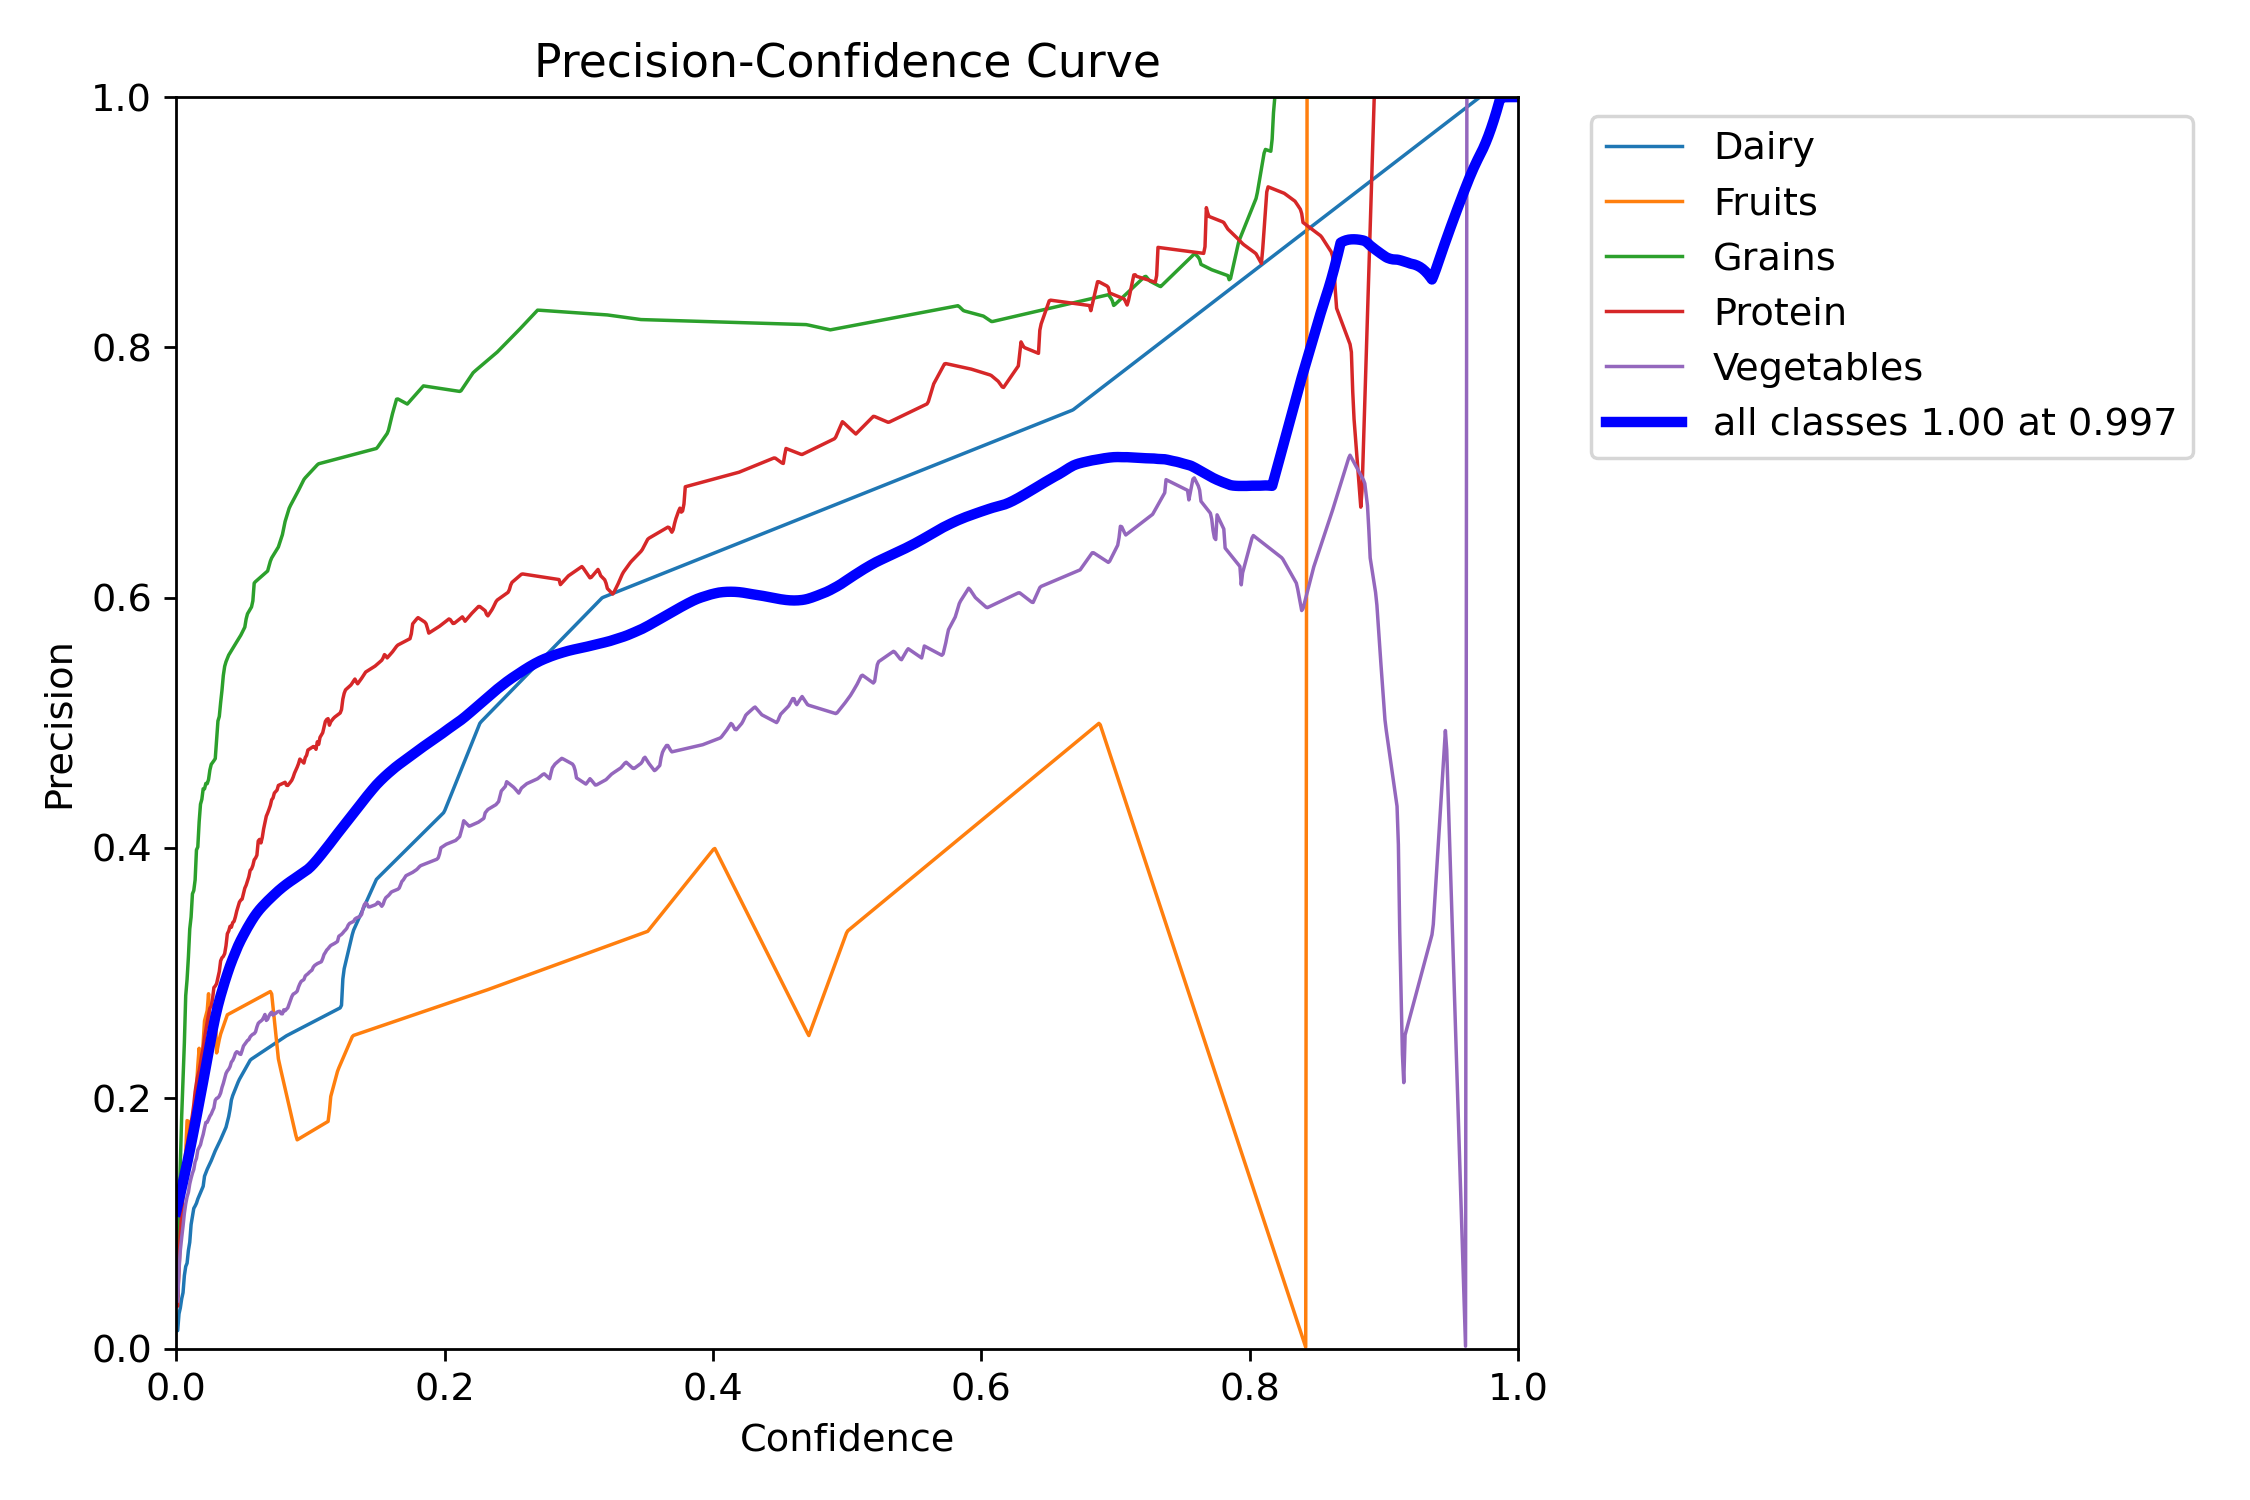 Precision-Confidence Curve
1.0
0.8
0.6
0.4
0.2
0.0
Precision
0.0 0.2 0.4 0.6 0.8 1.0
Confidence
Dairy
Fruits
Grains
Protein
Vegetables
all classes 1.00 at 0.997